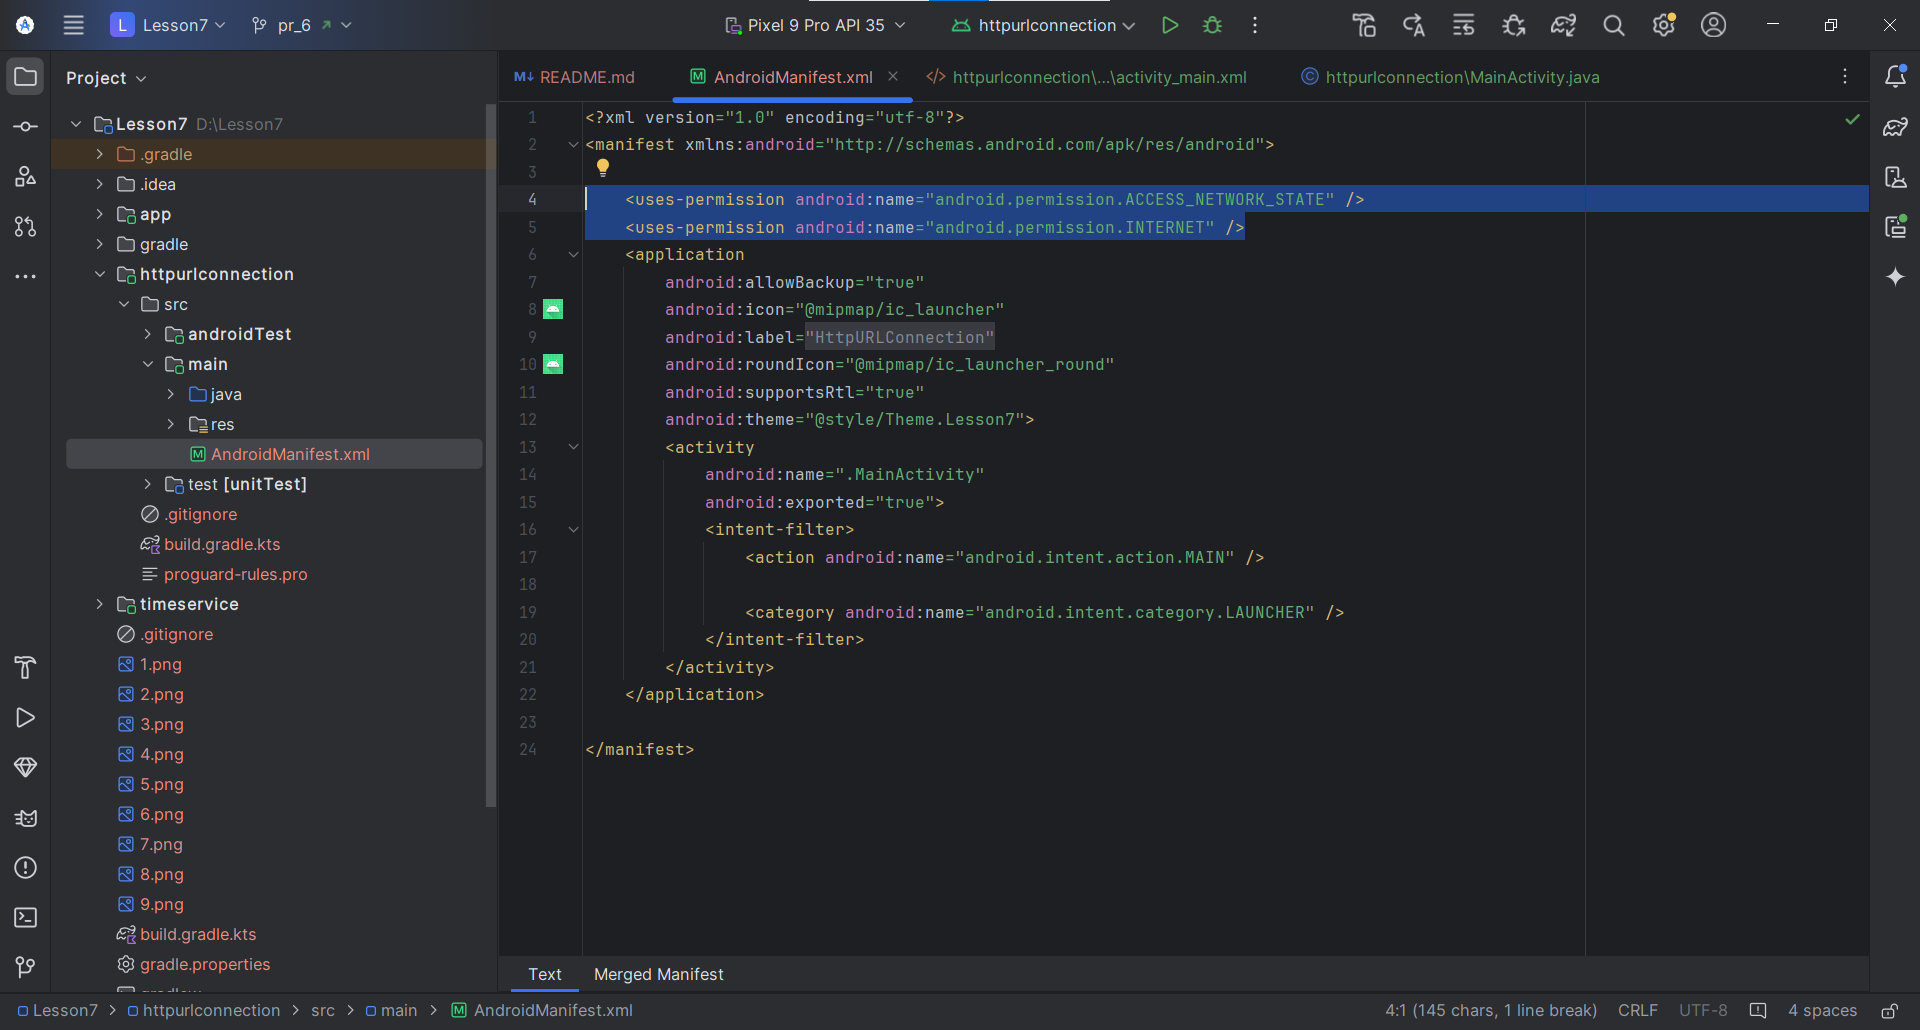 L Lesson7 pr_6 Pixel 9 Pro API 35 httpurlconnection
Project
M↓ README.md M AndroidManifest.xml </> httpurlconnection\...\activity_main.xml C httpurlconnection\MainActivity.java
Lesson7 D:\Lesson7
.gradle
.idea
app
gradle
httpurlconnection
src
androidTest
main
java
res
M AndroidManifest.xml
test [unitTest]
.gitignore
build.gradle.kts
proguard-rules.pro
timeservice
.gitignore
1.png
2.png
3.png
4.png
5.png
6.png
7.png
8.png
9.png
build.gradle.kts
gradle.properties
1 <?xml version="1.0" encoding="utf-8"?>
2 <manifest xmlns:android="http://schemas.android.com/apk/res/android">
3
4 <uses-permission android:name="android.permission.ACCESS_NETWORK_STATE" />
5 <uses-permission android:name="android.permission.INTERNET" />
6 <application
7 android:allowBackup="true"
8 android:icon="@mipmap/ic_launcher"
9 android:label="HttpURLConnection"
10 android:roundIcon="@mipmap/ic_launcher_round"
11 android:supportsRtl="true"
12 android:theme="@style/Theme.Lesson7">
13 <activity
14 android:name=".MainActivity"
15 android:exported="true">
16 <intent-filter>
17 <action android:name="android.intent.action.MAIN" />
18
19 <category android:name="android.intent.category.LAUNCHER" />
20 </intent-filter>
21 </activity>
22 </application>
23
24 </manifest>
Text Merged Manifest
Lesson7 > httpurlconnection > src > main > M AndroidManifest.xml 4:1 (145 chars, 1 line break) CRLF UTF-8 4 spaces